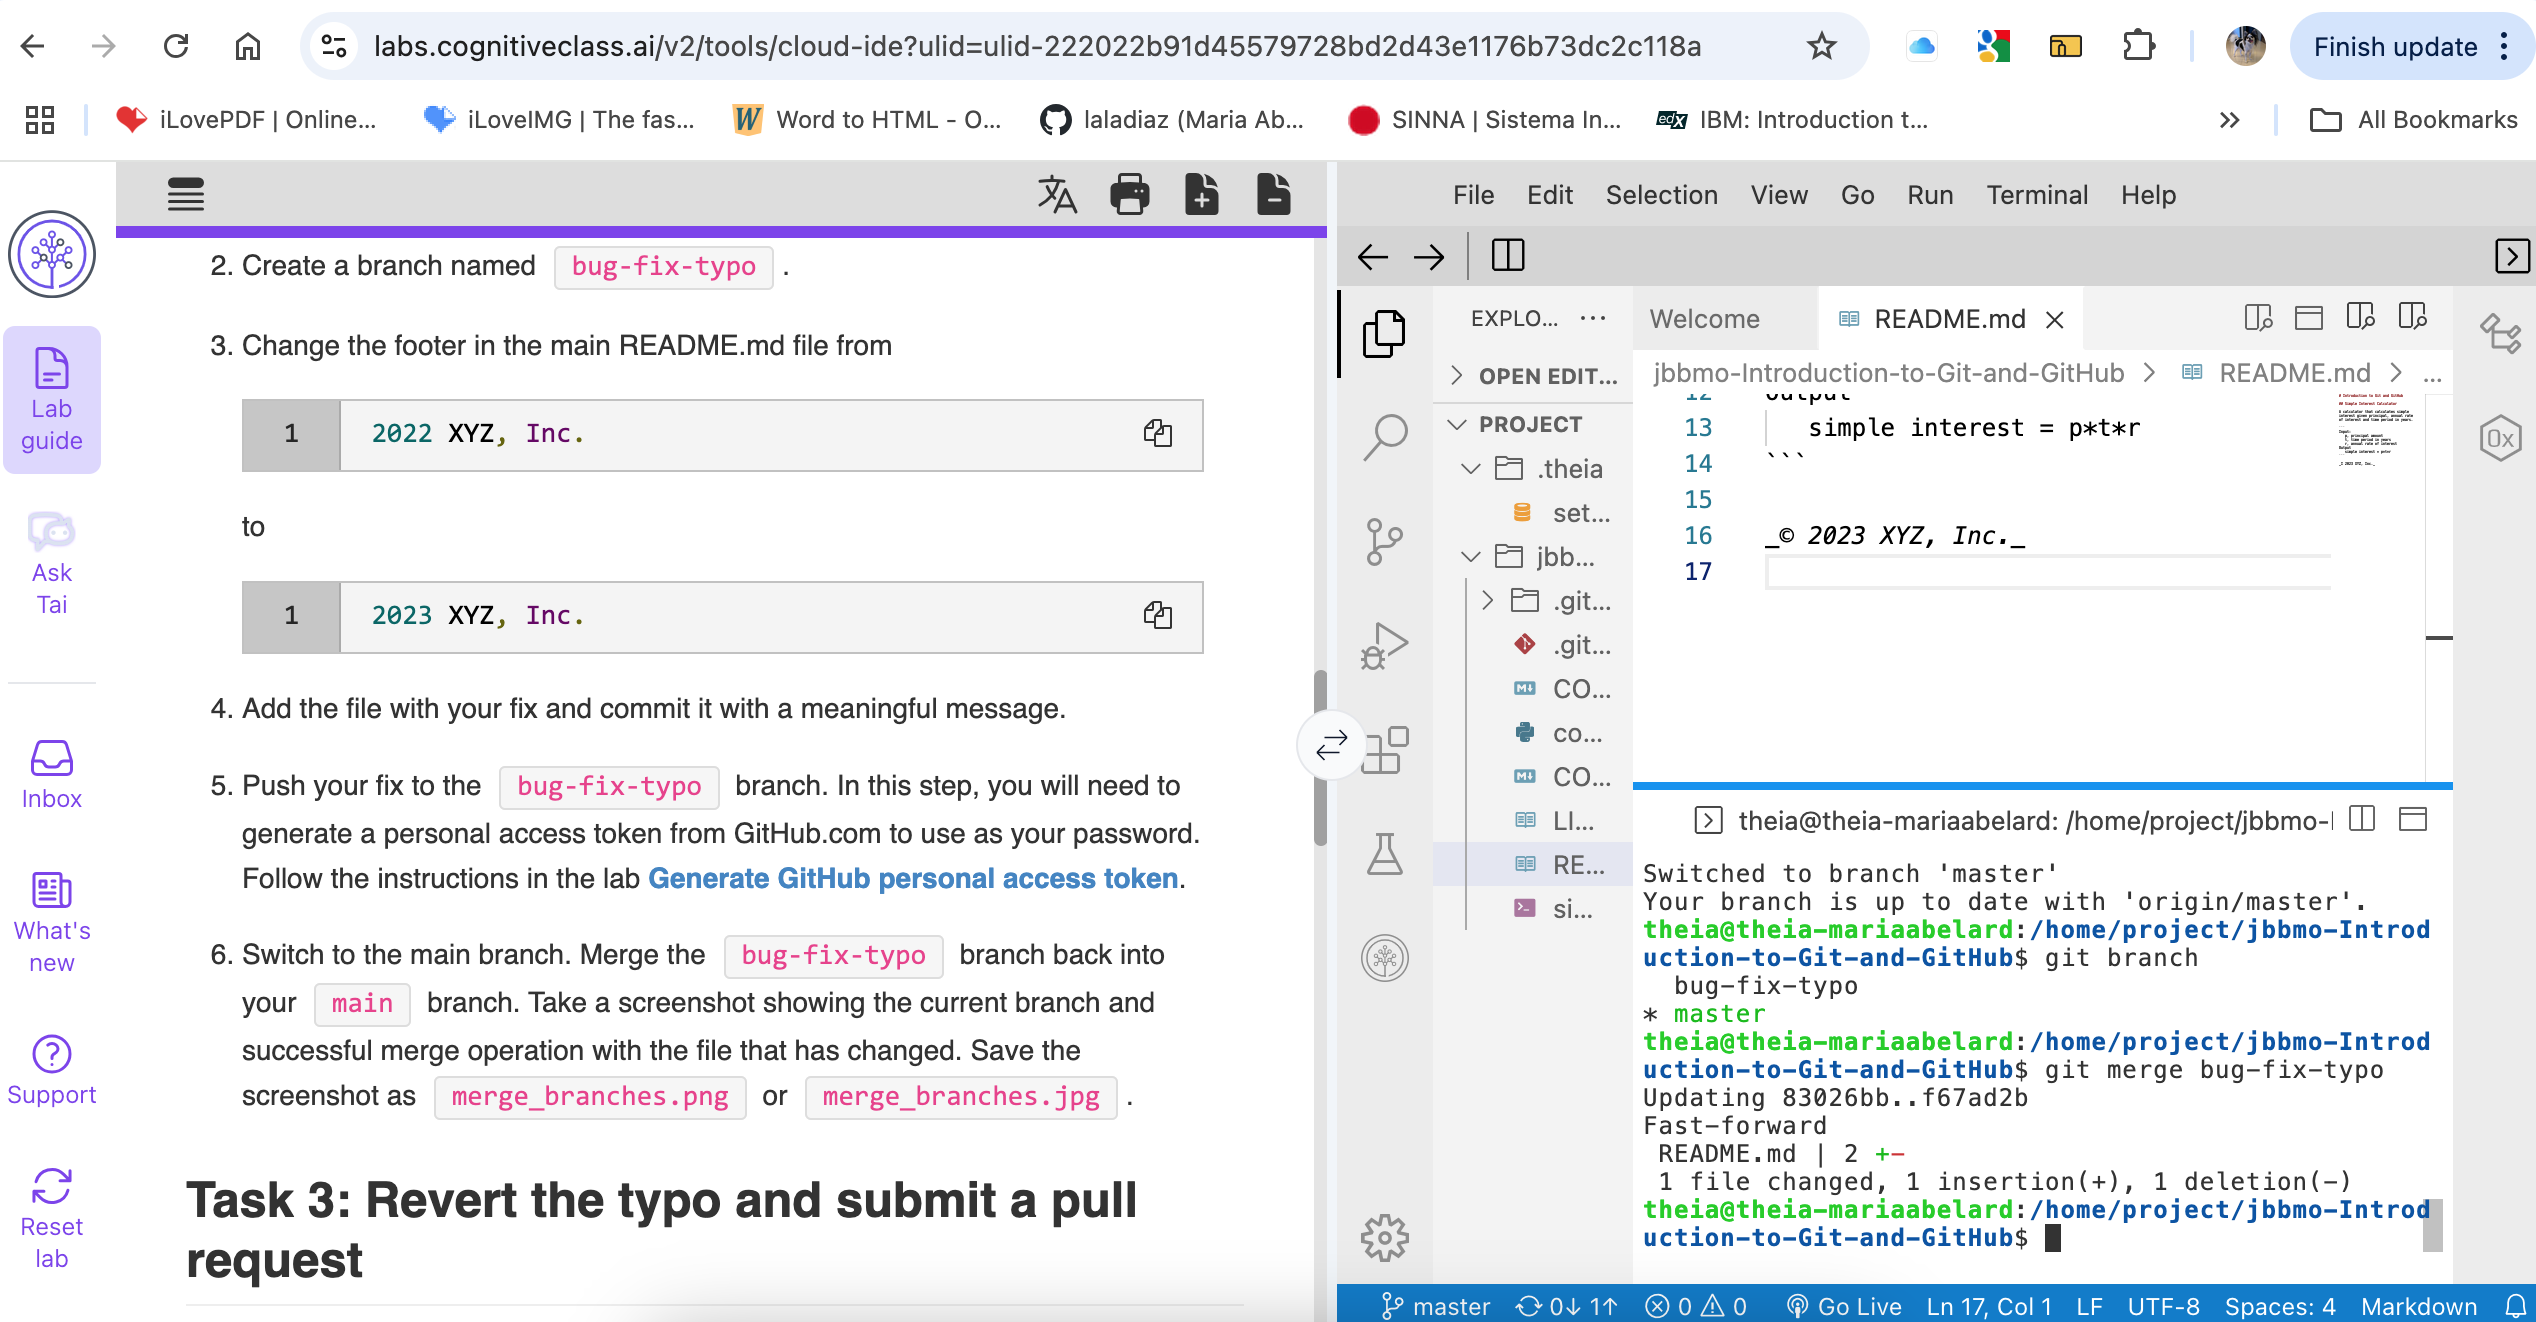 labs.cognitiveclass.ai/v2/tools/cloud-ide?ulid=ulid-222022b91d45579728bd2d43e1176b73dc2c118a
Finish update
iLovePDF | Online...
iLoveIMG | The fas...
Word to HTML - O...
laladiaz (Maria Ab...
SINNA | Sistema In...
edX
IBM: Introduction t...
All Bookmarks
Lab
guide
Ask
Tai
Inbox
What's
new
Support
Reset
lab
2. Create a branch named bug-fix-typo .
3. Change the footer in the main README.md file from
1 2022 XYZ, Inc.
to
1 2023 XYZ, Inc.
4. Add the file with your fix and commit it with a meaningful message.
5. Push your fix to the bug-fix-typo branch. In this step, you will need to
generate a personal access token from GitHub.com to use as your password.
Follow the instructions in the lab Generate GitHub personal access token.
6. Switch to the main branch. Merge the bug-fix-typo branch back into
your main branch. Take a screenshot showing the current branch and
successful merge operation with the file that has changed. Save the
screenshot as merge_branches.png or merge_branches.jpg .
Task 3: Revert the typo and submit a pull
request
File Edit Selection View Go Run Terminal Help
EXPLO... ...
OPEN EDIT...
PROJECT
.theia
set...
jbb...
.git...
.git...
CO...
co...
CO...
LI...
RE...
si...
Welcome
README.md
jbbmo-Introduction-to-Git-and-GitHub > README.md > ...
12 output
13 simple interest = p*t*r
14 ```
15
16 _© 2023 XYZ, Inc._
17
0x
theia@theia-mariaabelard: /home/project/jbbmo-I
Switched to branch 'master'
Your branch is up to date with 'origin/master'.
theia@theia-mariaabelard:/home/project/jbbmo-Introd
uction-to-Git-and-GitHub$ git branch
bug-fix-typo
* master
theia@theia-mariaabelard:/home/project/jbbmo-Introd
uction-to-Git-and-GitHub$ git merge bug-fix-typo
Updating 83026bb..f67ad2b
Fast-forward
README.md | 2 +-
1 file changed, 1 insertion(+), 1 deletion(-)
theia@theia-mariaabelard:/home/project/jbbmo-Introd
uction-to-Git-and-GitHub$
master 0↓ 1↑ 0 0 Go Live Ln 17, Col 1 LF UTF-8 Spaces: 4 Markdown